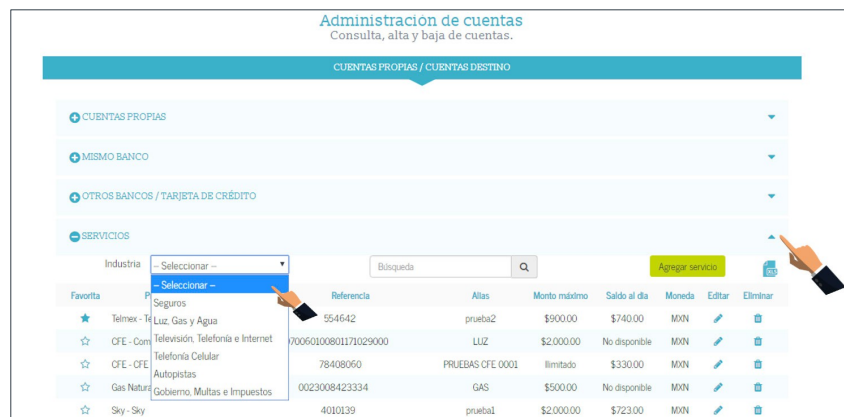 Administración de cuentas
Consulta, alta y baja de cuentas.
CUENTAS PROPIAS / CUENTAS DESTINO
CUENTAS PROPIAS
MISMO BANCO
OTROS BANCOS / TARJETA DE CRÉDITO
SERVICIOS
Industria -- Seleccionar -- Búsqueda Agregar servicio
-- Seleccionar --
Seguros
Luz, Gas y Agua
Televisión, Telefonía e Internet
Telefonía Celular
Autopistas
Gobierno, Multas e Impuestos
Favorita Referencia Alias Monto máximo Saldo al día Moneda Editar Eliminar
Telmex - 554642 prueba2 $900.00 $740.00 MXN
CFE - LUZ $2,000.00 No disponible MXN
CFE - CFE 78408060 PRUEBAS CFE 0001 Ilimitado $330.00 MXN
Gas 0023008423334 GAS $500.00 No disponible MXN
Sky - Sky 4010139 prueba1 $2,000.00 $723.00 MXN